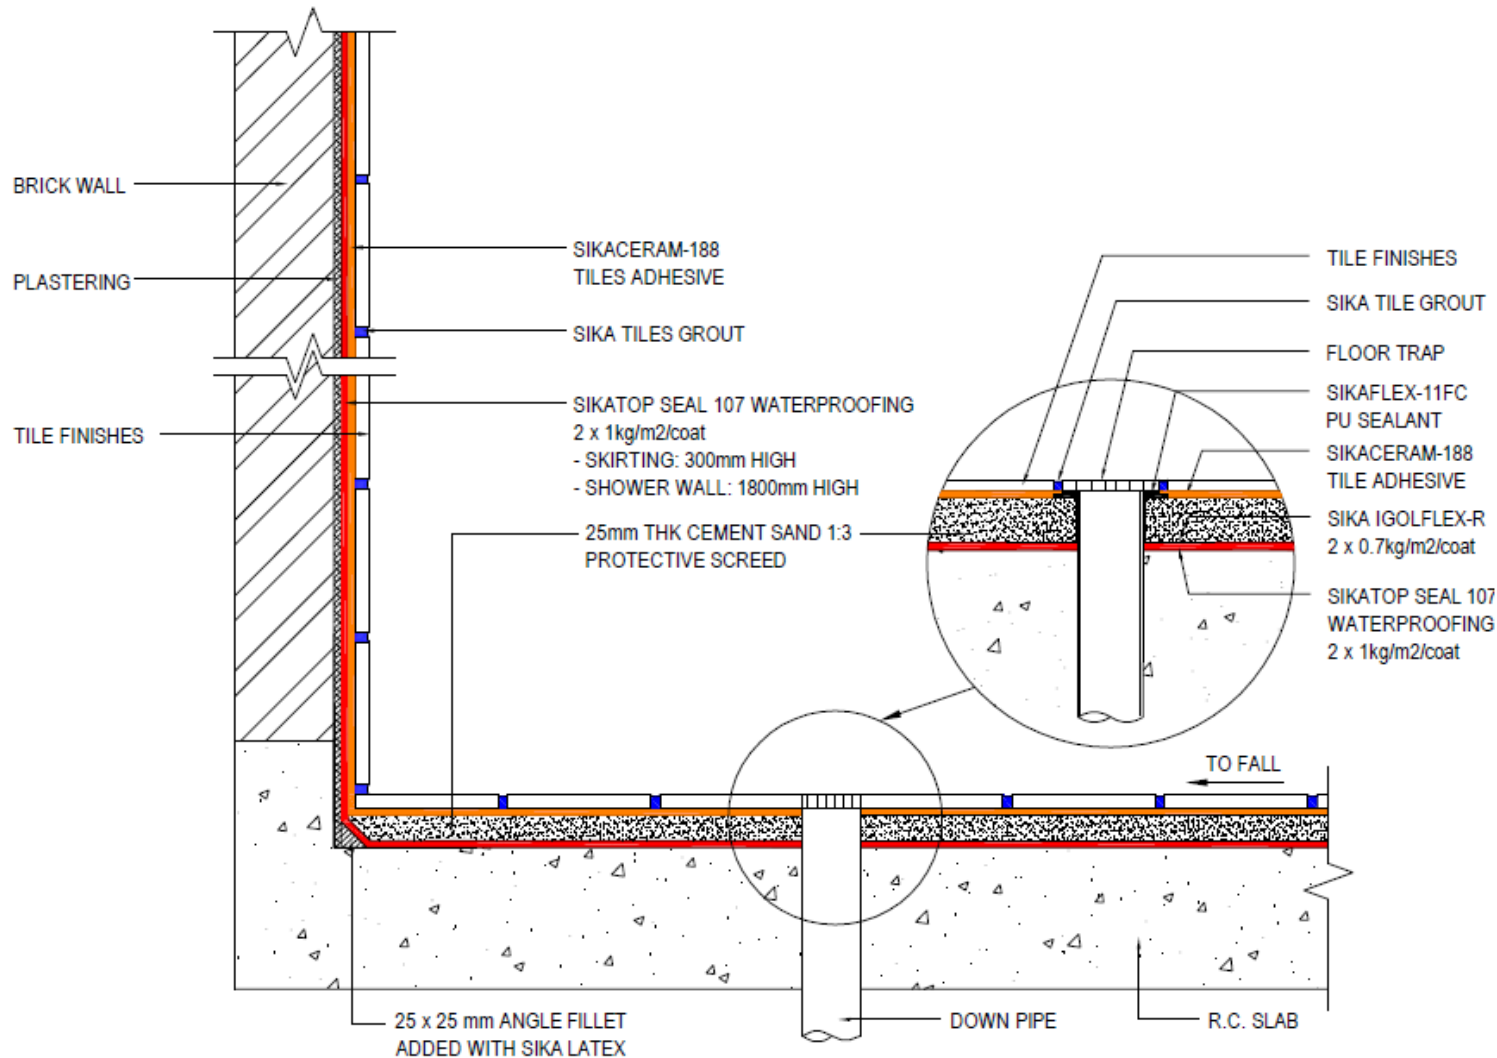 BRICK WALL
PLASTERING
TILE FINISHES
SIKACERAM-188
TILES ADHESIVE
SIKA TILES GROUT
SIKATOP SEAL 107 WATERPROOFING
2 x 1kg/m2/coat
- SKIRTING: 300mm HIGH
- SHOWER WALL: 1800mm HIGH
25mm THK CEMENT SAND 1:3
PROTECTIVE SCREED
TILE FINISHES
SIKA TILE GROUT
FLOOR TRAP
SIKAFLEX-11FC
PU SEALANT
SIKACERAM-188
TILE ADHESIVE
SIKA IGOLFLEX-R
2 x 0.7kg/m2/coat
SIKATOP SEAL 107
WATERPROOFING
2 x 1kg/m2/coat
TO FALL
25 x 25 mm ANGLE FILLET
ADDED WITH SIKA LATEX
DOWN PIPE
R.C. SLAB